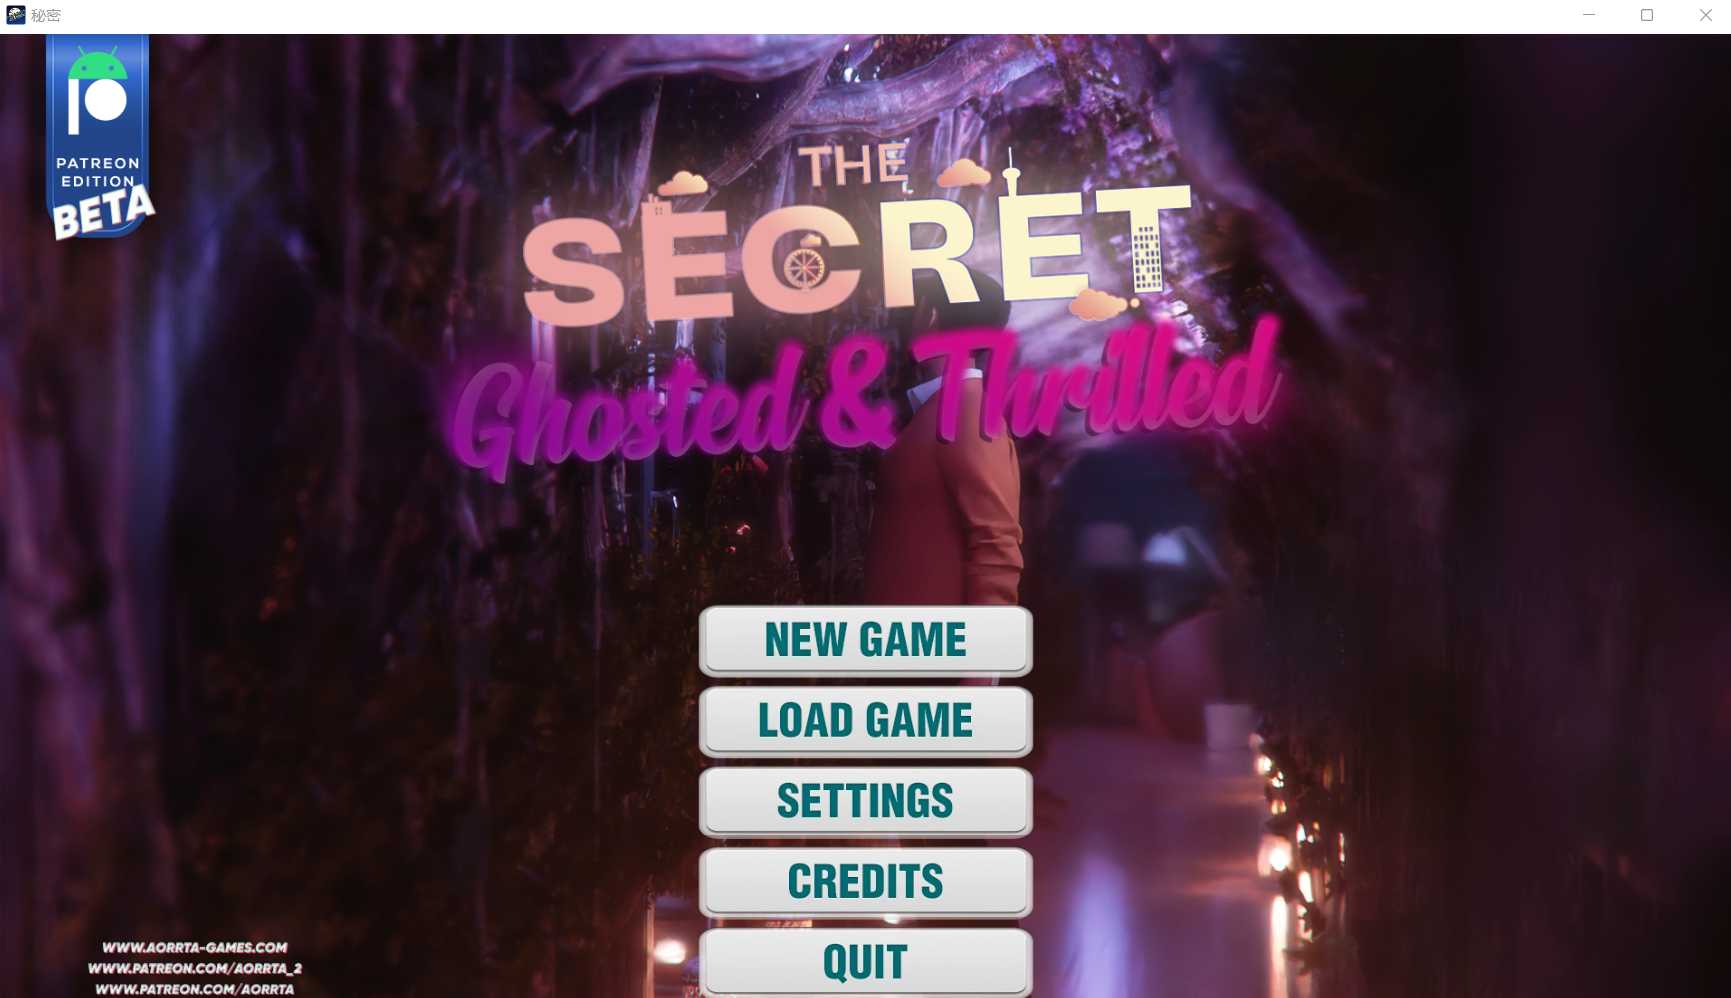 秘密
PATREON
EDITION
BETA
THE
SECRET
Ghosted & Thrilled
NEW GAME
LOAD GAME
SETTINGS
CREDITS
QUIT
WWW.AORRTA-GAMES.COM
WWW.PATREON.COM/AORRTA_2
WWW.PATREON.COM/AORRTA